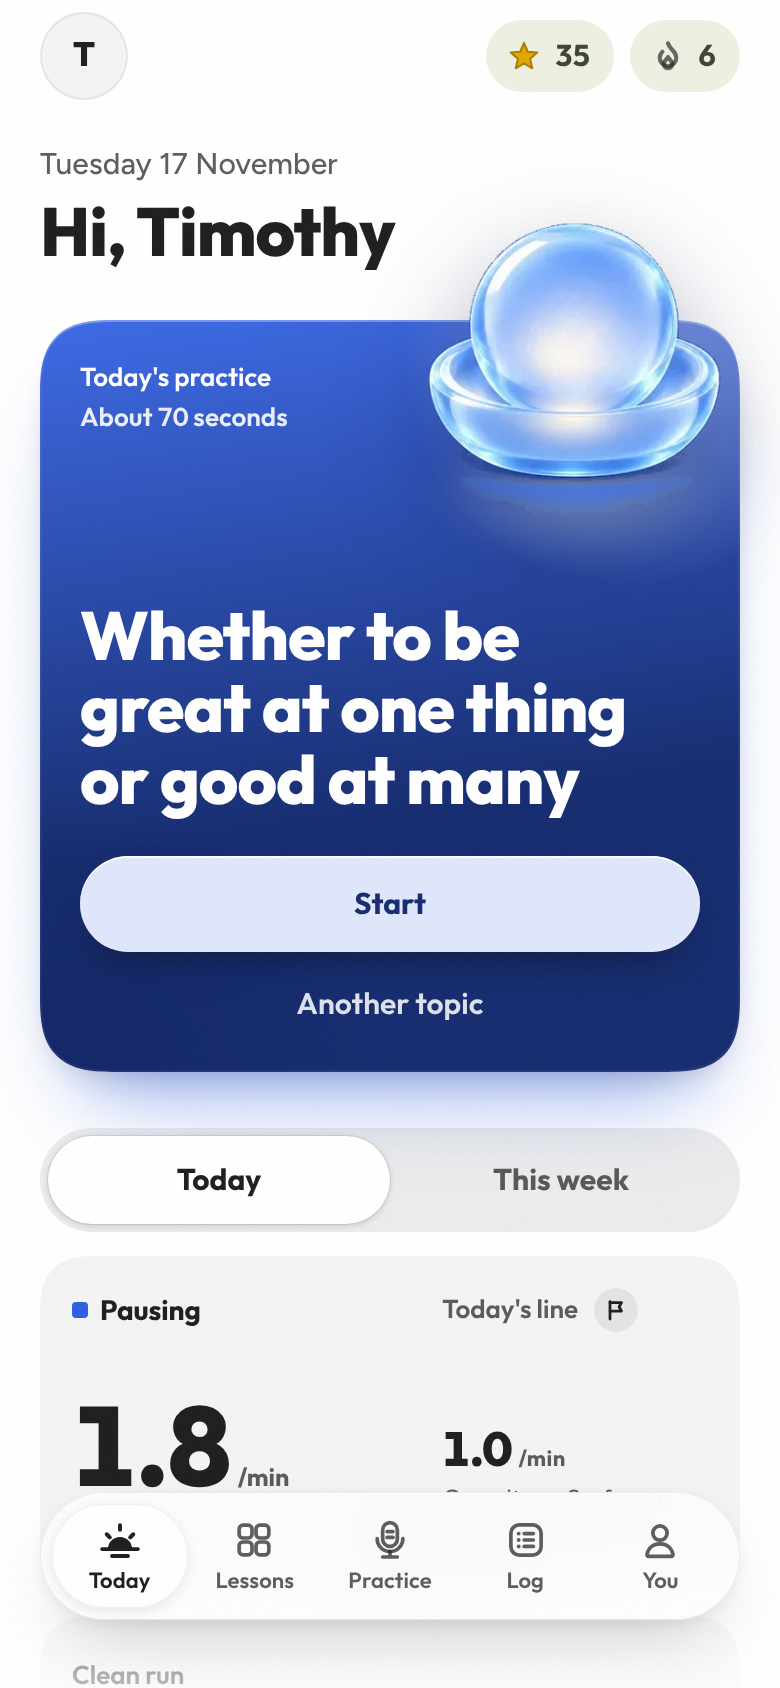 T
35
6
Tuesday 17 November
Hi, Timothy
Today's practice
About 70 seconds
Whether to be
great at one thing
or good at many
Start
Another topic
Today
This week
Pausing
Today's line
1.8 /min
1.0 /min
Today
Lessons
Practice
Log
You
Clean run